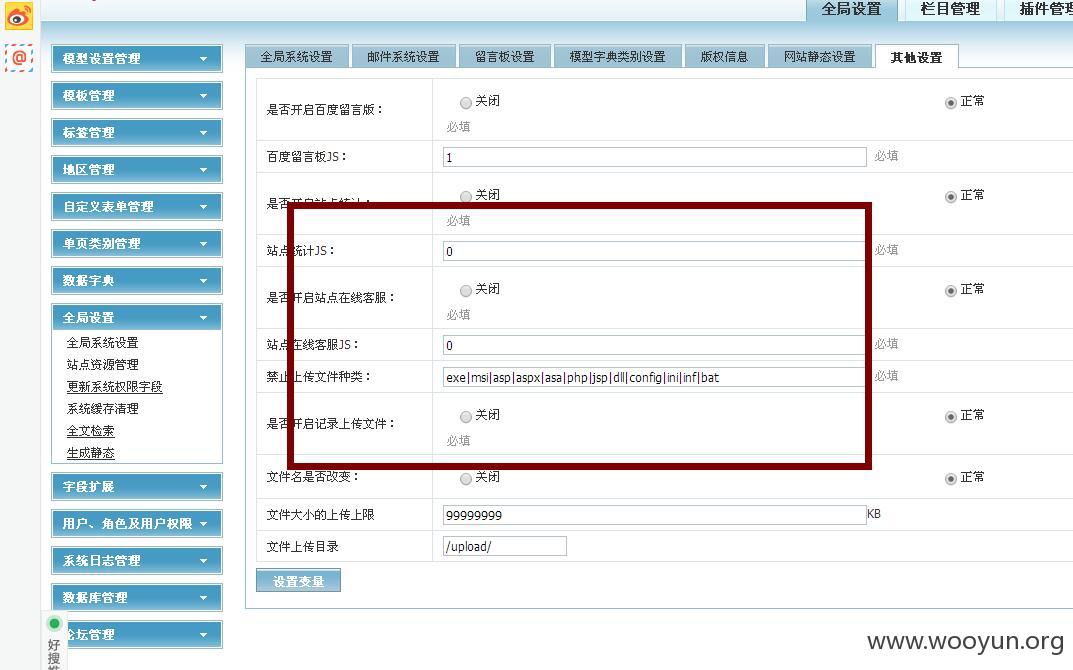 全局设置 栏目管理 插件管理
@
模型设置管理
模板管理
标签管理
地区管理
自定义表单管理
单页类别管理
数据字典
全局设置
全局系统设置
站点资源管理
更新系统权限字段
系统缓存清理
全文检索
生成静态
字段扩展
用户、角色及用户权限
系统日志管理
数据库管理
论坛管理
好搜
全局系统设置 邮件系统设置 留言板设置 模型字典类别设置 版权信息 网站静态设置 其他设置
是否开启百度留言版: 关闭 正常
必填
百度留言板JS: 1 必填
是否开启站点统计: 关闭 正常
必填
站点统计JS: 0 必填
是否开启站点在线客服: 关闭 正常
必填
站点在线客服JS: 0 必填
禁止上传文件种类: exe|msi|asp|aspx|asa|php|jsp|dll|config|ini|inf|bat 必填
是否开启记录上传文件: 关闭 正常
必填
文件名是否改变: 关闭 正常
文件大小的上传上限 99999999 KB
文件上传目录 /upload/
设置变量
www.wooyun.org